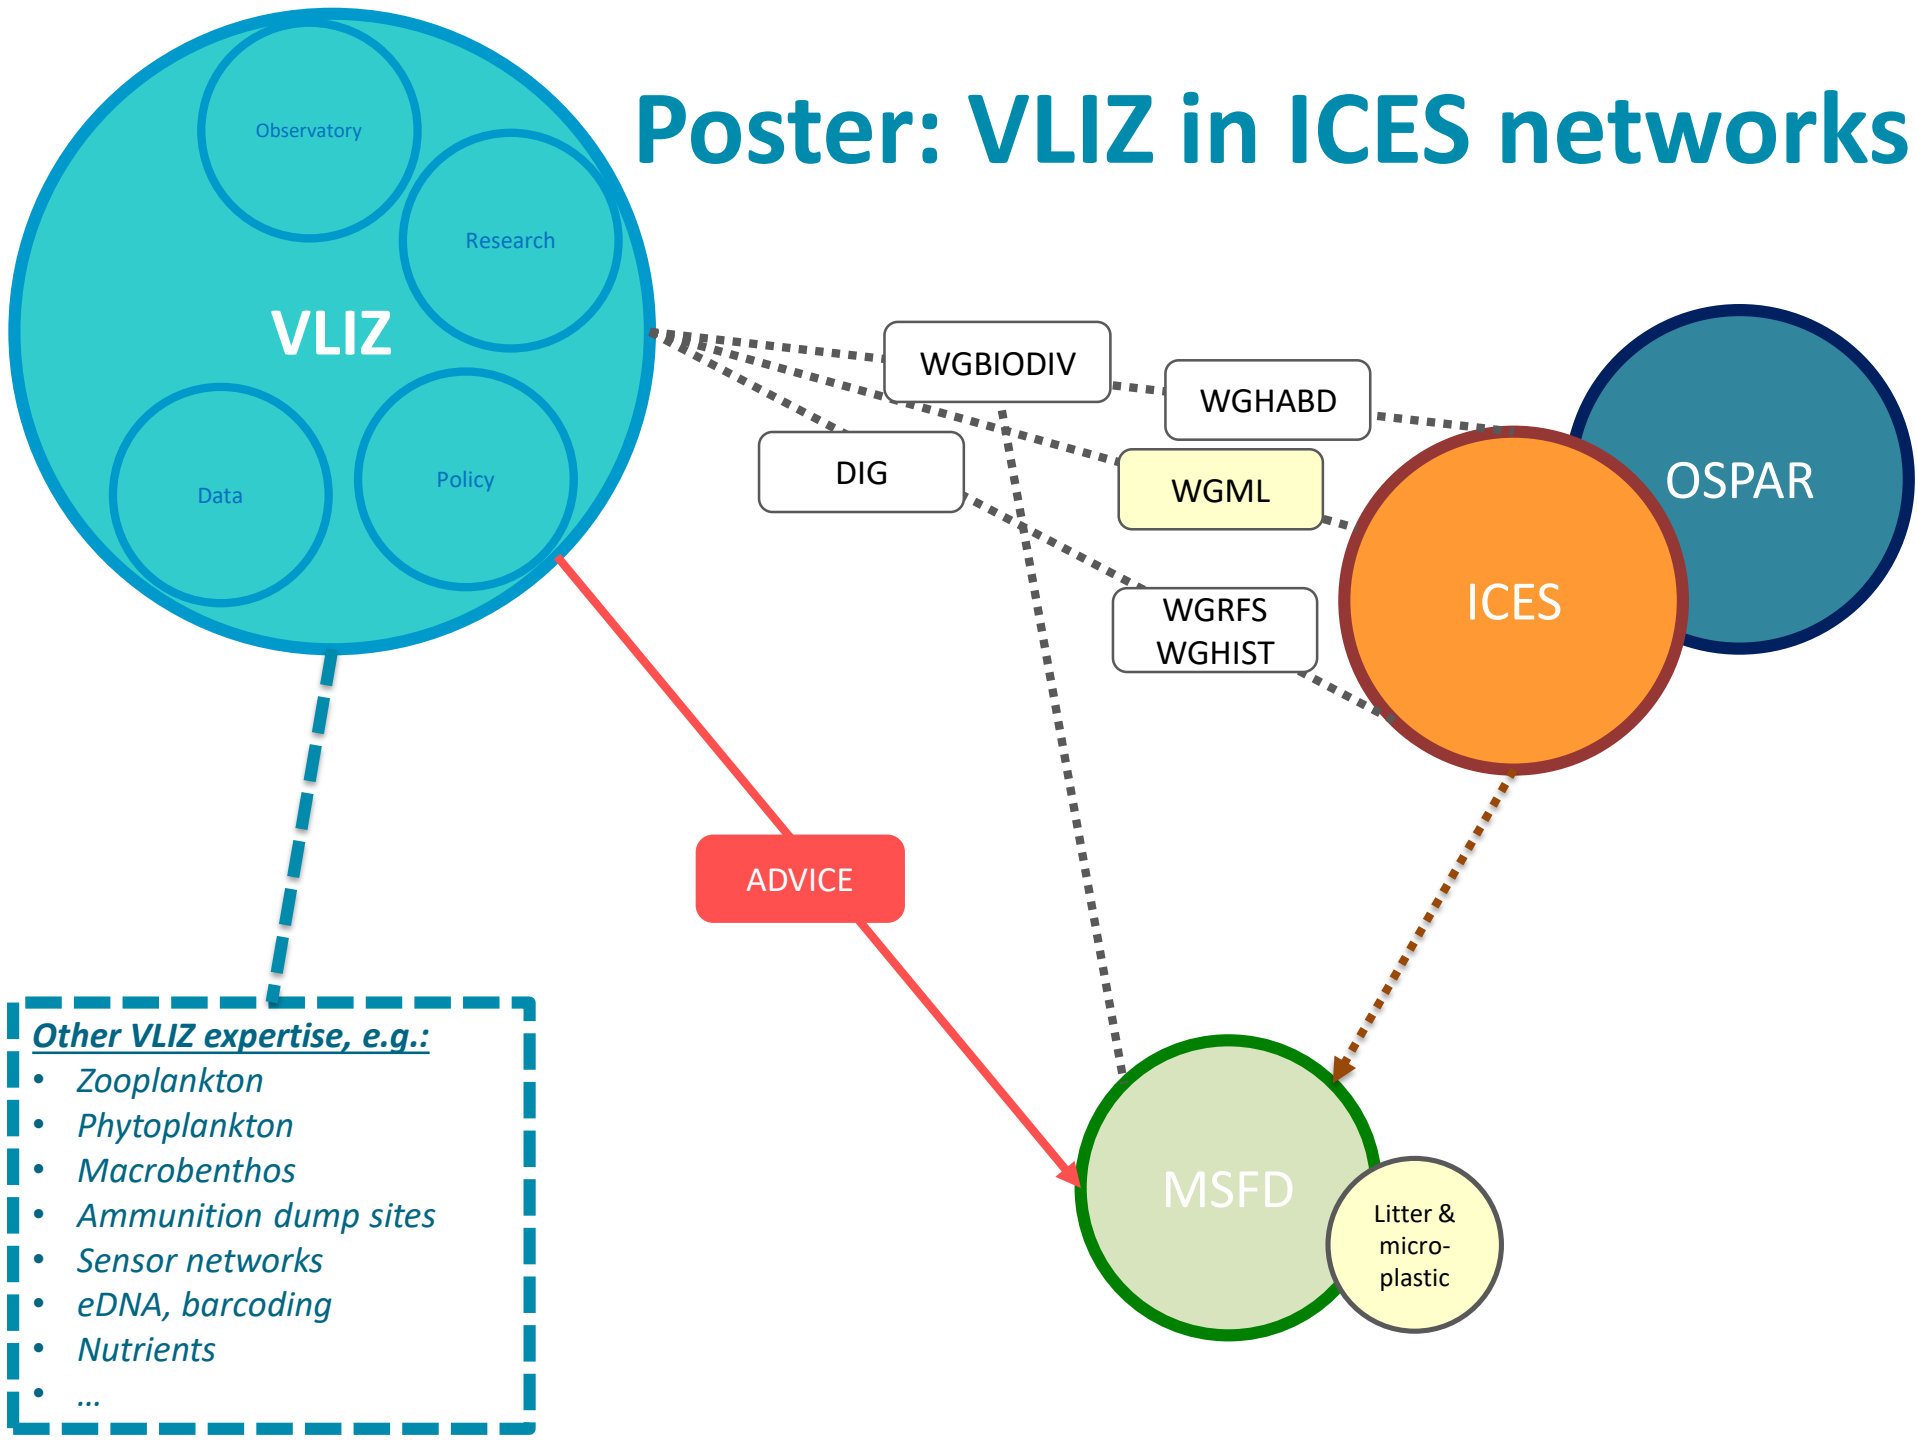 Poster: VLIZ in ICES networks
Observatory
Research
VLIZ
Data
Policy
WGBIODIV
WGHABD
DIG
WGML
WGRFS
WGHIST
OSPAR
ICES
ADVICE
MSFD
Litter &
micro-
plastic
Other VLIZ expertise, e.g.:
• Zooplankton
• Phytoplankton
• Macrobenthos
• Ammunition dump sites
• Sensor networks
• eDNA, barcoding
• Nutrients
• …